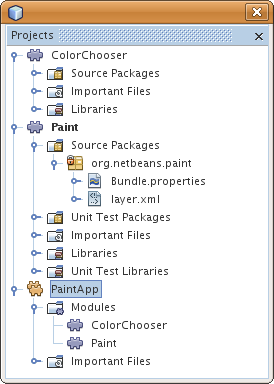 Projects
ColorChooser
Source Packages
Important Files
Libraries
Paint
Source Packages
org.netbeans.paint
Bundle.properties
layer.xml
Unit Test Packages
Important Files
Libraries
Unit Test Libraries
PaintApp
Modules
ColorChooser
Paint
Important Files